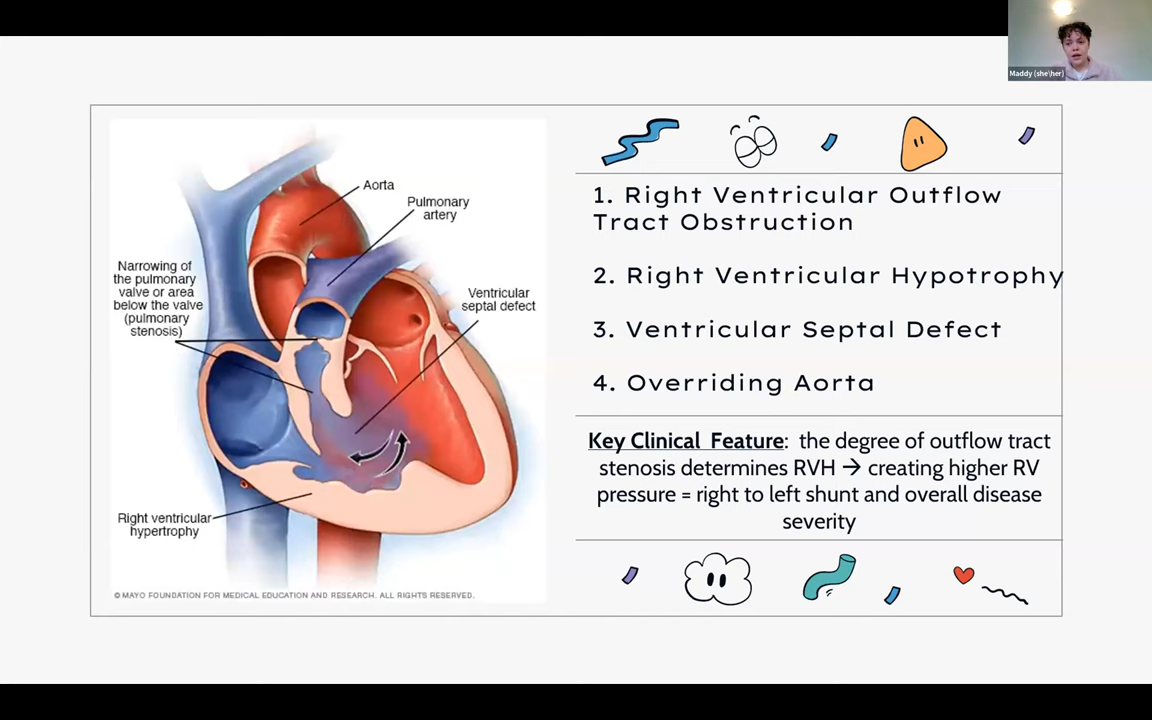 Maddy (she\her)
Aorta
Pulmonary
artery
Narrowing of
the pulmonary
valve or area
below the valve
(pulmonary
stenosis)
Ventricular
septal defect
Right ventricular
hypertrophy
© MAYO FOUNDATION FOR MEDICAL EDUCATION AND RESEARCH. ALL RIGHTS RESERVED.
1. Right Ventricular Outflow
Tract Obstruction
2. Right Ventricular Hypotrophy
3. Ventricular Septal Defect
4. Overriding Aorta
Key Clinical Feature: the degree of outflow tract
stenosis determines RVH → creating higher RV
pressure = right to left shunt and overall disease
severity